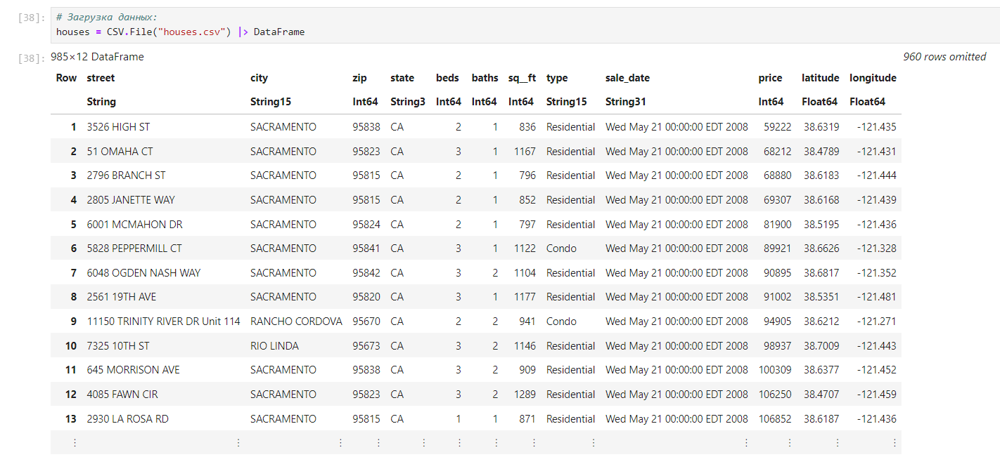 [38]: # Загрузка данных:
houses = CSV.File("houses.csv") |> DataFrame
[38]: 985×12 DataFrame 960 rows omitted
Row street city zip state beds baths sq__ft type sale_date price latitude longitude
String String15 Int64 String3 Int64 Int64 Int64 String15 String31 Int64 Float64 Float64
1 3526 HIGH ST SACRAMENTO 95838 CA 2 1 836 Residential Wed May 21 00:00:00 EDT 2008 59222 38.6319 -121.435
2 51 OMAHA CT SACRAMENTO 95823 CA 3 1 1167 Residential Wed May 21 00:00:00 EDT 2008 68212 38.4789 -121.431
3 2796 BRANCH ST SACRAMENTO 95815 CA 2 1 796 Residential Wed May 21 00:00:00 EDT 2008 68880 38.6183 -121.444
4 2805 JANETTE WAY SACRAMENTO 95815 CA 2 1 852 Residential Wed May 21 00:00:00 EDT 2008 69307 38.6168 -121.439
5 6001 MCMAHON DR SACRAMENTO 95824 CA 2 1 797 Residential Wed May 21 00:00:00 EDT 2008 81900 38.5195 -121.436
6 5828 PEPPERMILL CT SACRAMENTO 95841 CA 3 1 1122 Condo Wed May 21 00:00:00 EDT 2008 89921 38.6626 -121.328
7 6048 OGDEN NASH WAY SACRAMENTO 95842 CA 3 2 1104 Residential Wed May 21 00:00:00 EDT 2008 90895 38.6817 -121.352
8 2561 19TH AVE SACRAMENTO 95820 CA 3 1 1177 Residential Wed May 21 00:00:00 EDT 2008 91002 38.5351 -121.481
9 11150 TRINITY RIVER DR Unit 114 RANCHO CORDOVA 95670 CA 2 2 941 Condo Wed May 21 00:00:00 EDT 2008 94905 38.6212 -121.271
10 7325 10TH ST RIO LINDA 95673 CA 3 2 1146 Residential Wed May 21 00:00:00 EDT 2008 98937 38.7009 -121.443
11 645 MORRISON AVE SACRAMENTO 95838 CA 3 2 909 Residential Wed May 21 00:00:00 EDT 2008 100309 38.6377 -121.452
12 4085 FAWN CIR SACRAMENTO 95823 CA 3 2 1289 Residential Wed May 21 00:00:00 EDT 2008 106250 38.4707 -121.459
13 2930 LA ROSA RD SACRAMENTO 95815 CA 1 1 871 Residential Wed May 21 00:00:00 EDT 2008 106852 38.6187 -121.436
⋮ ⋮ ⋮ ⋮ ⋮ ⋮ ⋮ ⋮ ⋮ ⋮ ⋮ ⋮ ⋮